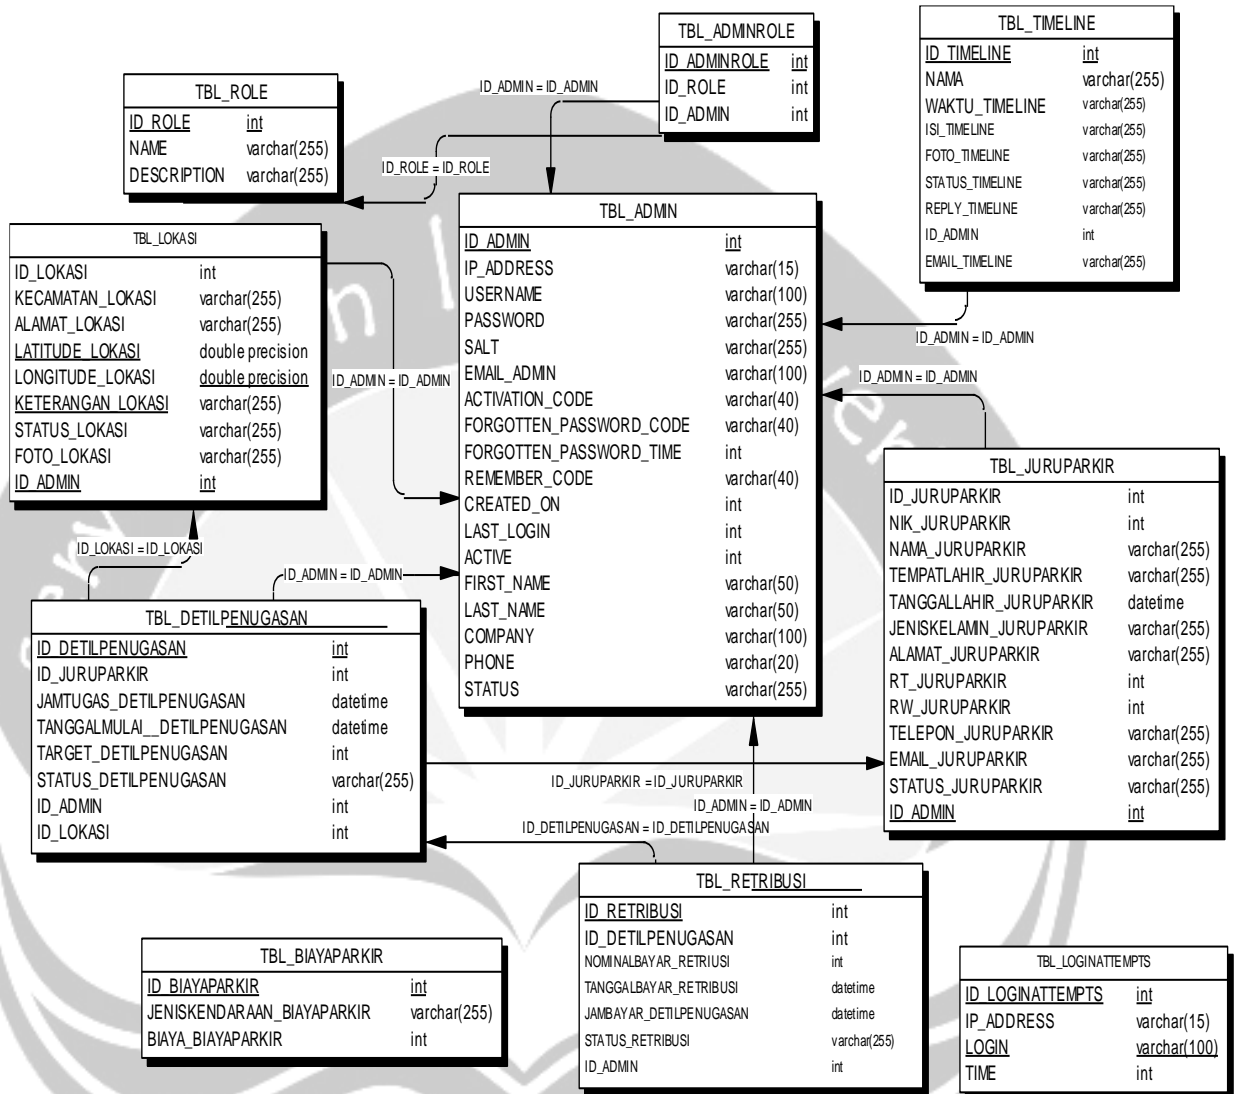 TBL_ADMINROLE
ID_ADMINROLE int
ID_ROLE int
ID_ADMIN int
TBL_TIMELINE
ID_TIMELINE int
NAMA varchar(255)
WAKTU_TIMELINE varchar(255)
ISI_TIMELINE varchar(255)
FOTO_TIMELINE varchar(255)
STATUS_TIMELINE varchar(255)
REPLY_TIMELINE varchar(255)
ID_ADMIN int
EMAIL_TIMELINE varchar(255)
TBL_ROLE
ID_ROLE int
NAME varchar(255)
DESCRIPTION varchar(255)
ID_ADMIN = ID_ADMIN
ID_ROLE = ID_ROLE
TBL_LOKASI
ID_LOKASI int
KECAMATAN_LOKASI varchar(255)
ALAMAT_LOKASI varchar(255)
LATITUDE_LOKASI double precision
LONGITUDE_LOKASI double precision
KETERANGAN_LOKASI varchar(255)
STATUS_LOKASI varchar(255)
FOTO_LOKASI varchar(255)
ID_ADMIN int
ID_ADMIN = ID_ADMIN
TBL_ADMIN
ID_ADMIN int
IP_ADDRESS varchar(15)
USERNAME varchar(100)
PASSWORD varchar(255)
SALT varchar(255)
EMAIL_ADMIN varchar(100)
ACTIVATION_CODE varchar(40)
FORGOTTEN_PASSWORD_CODE varchar(40)
FORGOTTEN_PASSWORD_TIME int
REMEMBER_CODE varchar(40)
CREATED_ON int
LAST_LOGIN int
ACTIVE int
FIRST_NAME varchar(50)
LAST_NAME varchar(50)
COMPANY varchar(100)
PHONE varchar(20)
STATUS varchar(255)
ID_ADMIN = ID_ADMIN
ID_ADMIN = ID_ADMIN
TBL_JURUPARKIR
ID_JURUPARKIR int
NIK_JURUPARKIR int
NAMA_JURUPARKIR varchar(255)
TEMPATLAHIR_JURUPARKIR varchar(255)
TANGGALLAHIR_JURUPARKIR datetime
JENISKELAMIN_JURUPARKIR varchar(255)
ALAMAT_JURUPARKIR varchar(255)
RT_JURUPARKIR int
RW_JURUPARKIR int
TELEPON_JURUPARKIR varchar(255)
EMAIL_JURUPARKIR varchar(255)
STATUS_JURUPARKIR varchar(255)
ID_ADMIN int
ID_LOKASI = ID_LOKASI
ID_ADMIN = ID_ADMIN
TBL_DETILPENUGASAN
ID_DETILPENUGASAN int
ID_JURUPARKIR int
JAMTUGAS_DETILPENUGASAN datetime
TANGGALMULAI__DETILPENUGASAN datetime
TARGET_DETILPENUGASAN int
STATUS_DETILPENUGASAN varchar(255)
ID_ADMIN int
ID_LOKASI int
ID_JURUPARKIR = ID_JURUPARKIR
ID_ADMIN = ID_ADMIN
ID_DETILPENUGASAN = ID_DETILPENUGASAN
TBL_RETRIBUSI
ID_RETRIBUSI int
ID_DETILPENUGASAN int
NOMINALBAYAR_RETRIUSI int
TANGGALBAYAR_RETRIBUSI datetime
JAMBAYAR_DETILPENUGASAN datetime
STATUS_RETRIBUSI varchar(255)
ID_ADMIN int
TBL_BIAYAPARKIR
ID_BIAYAPARKIR int
JENISKENDARAAN_BIAYAPARKIR varchar(255)
BIAYA_BIAYAPARKIR int
TBL_LOGINATTEMPTS
ID_LOGINATTEMPTS int
IP_ADDRESS varchar(15)
LOGIN varchar(100)
TIME int